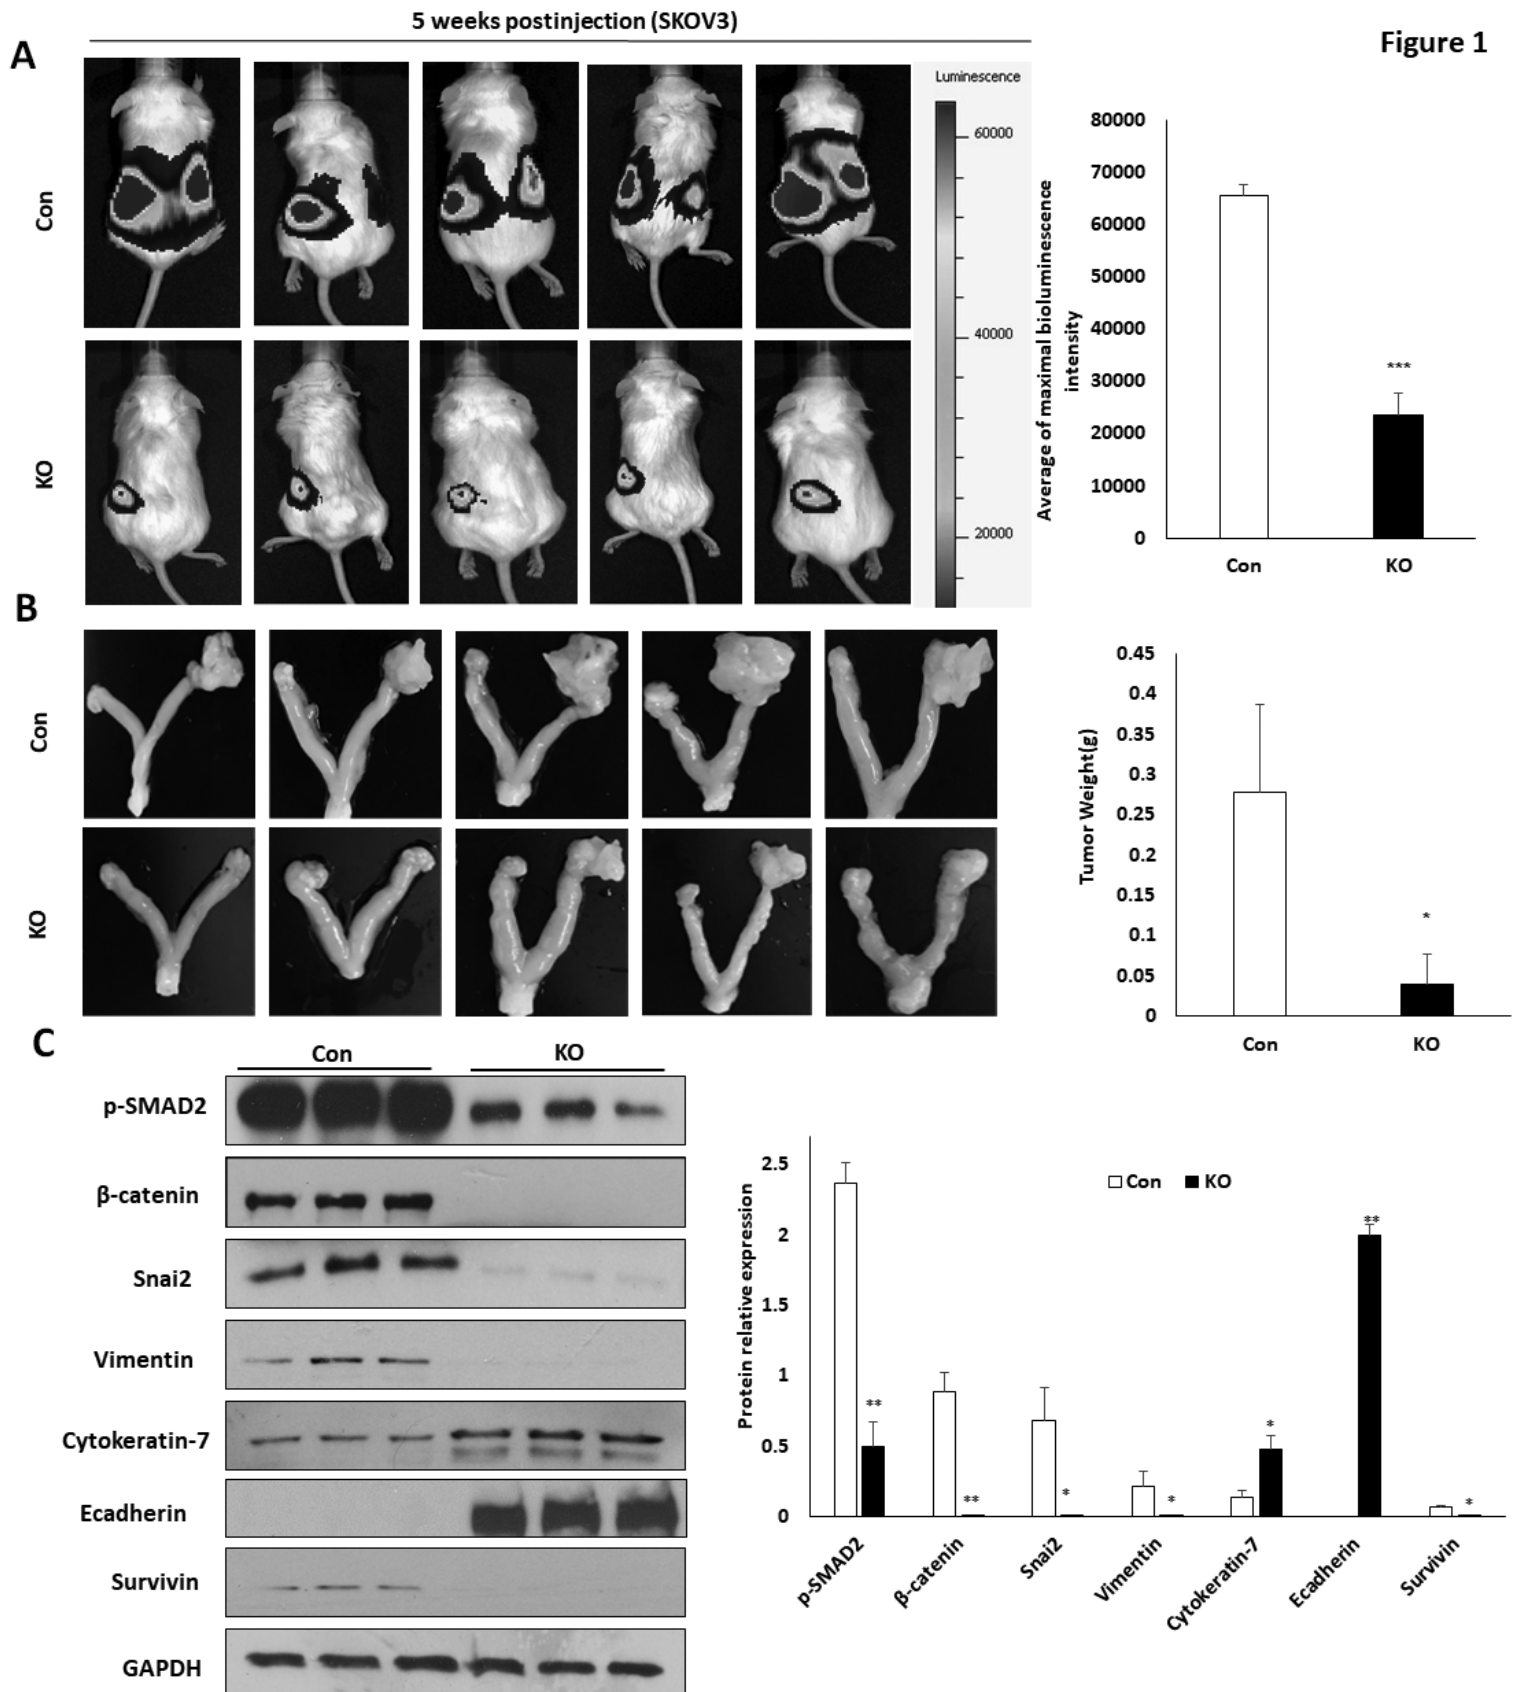 5 weeks postinjection (SKOV3)
Figure 1
A
Con
KO
Luminescence
60000
40000
20000
Average of maximal bioluminescence
intensity
80000
70000
60000
50000
40000
30000
20000
10000
0
***
Con
KO
B
Con
KO
Tumor Weight(g)
0.45
0.4
0.35
0.3
0.25
0.2
0.15
0.1
0.05
0
*
Con
KO
C
Con
KO
p-SMAD2
β-catenin
Snai2
Vimentin
Cytokeratin-7
Ecadherin
Survivin
GAPDH
Protein relative expression
2.5
2
1.5
1
0.5
0
Con
KO
**
**
*
*
*
**
*
p-SMAD2
β-catenin
Snai2
Vimentin
Cytokeratin-7
Ecadherin
Survivin